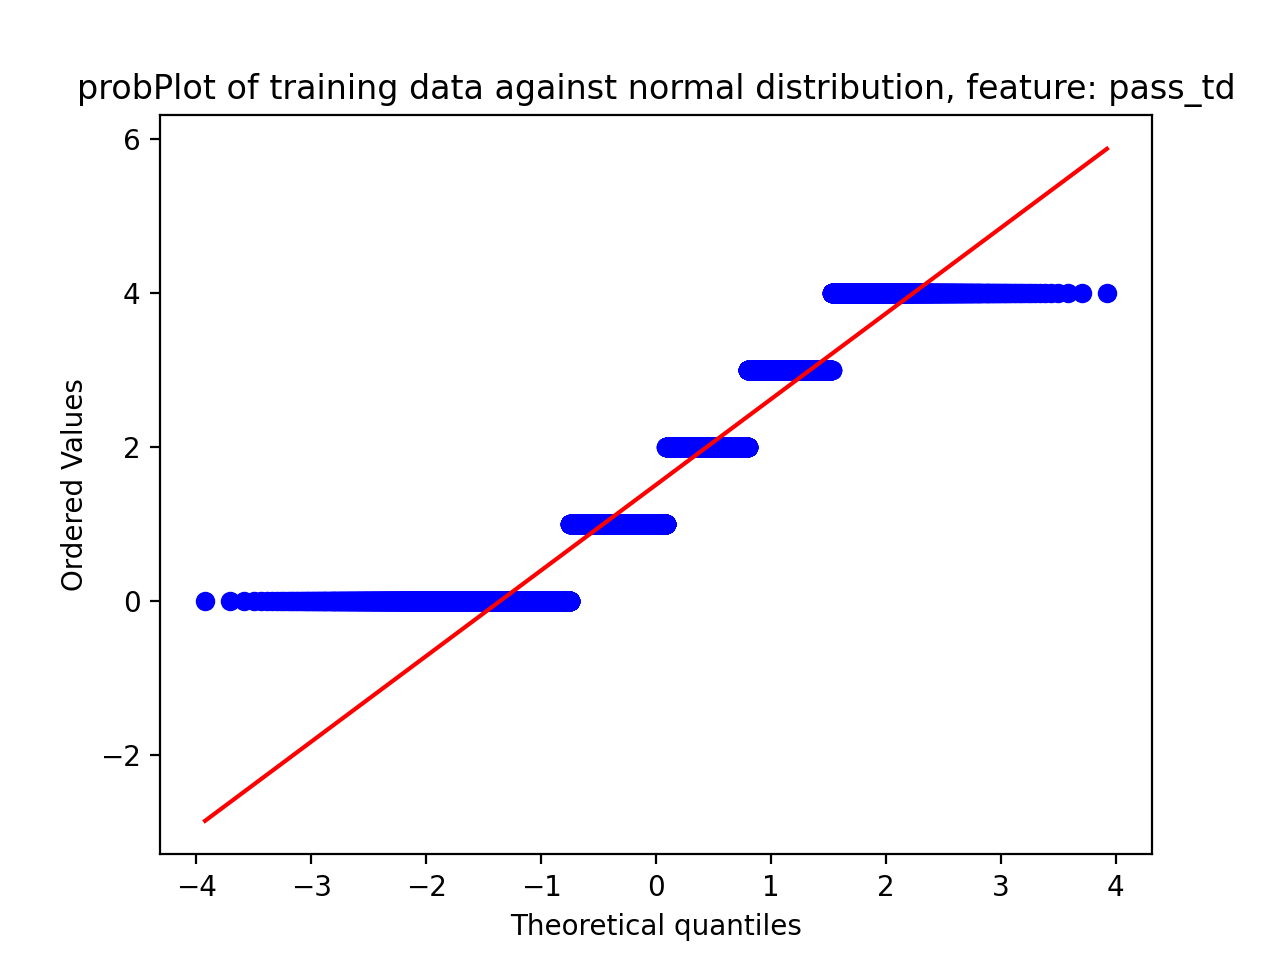 probPlot of training data against normal distribution, feature: pass_td
6
4
2
0
−2
Ordered Values
−4 −3 −2 −1 0 1 2 3 4
Theoretical quantiles